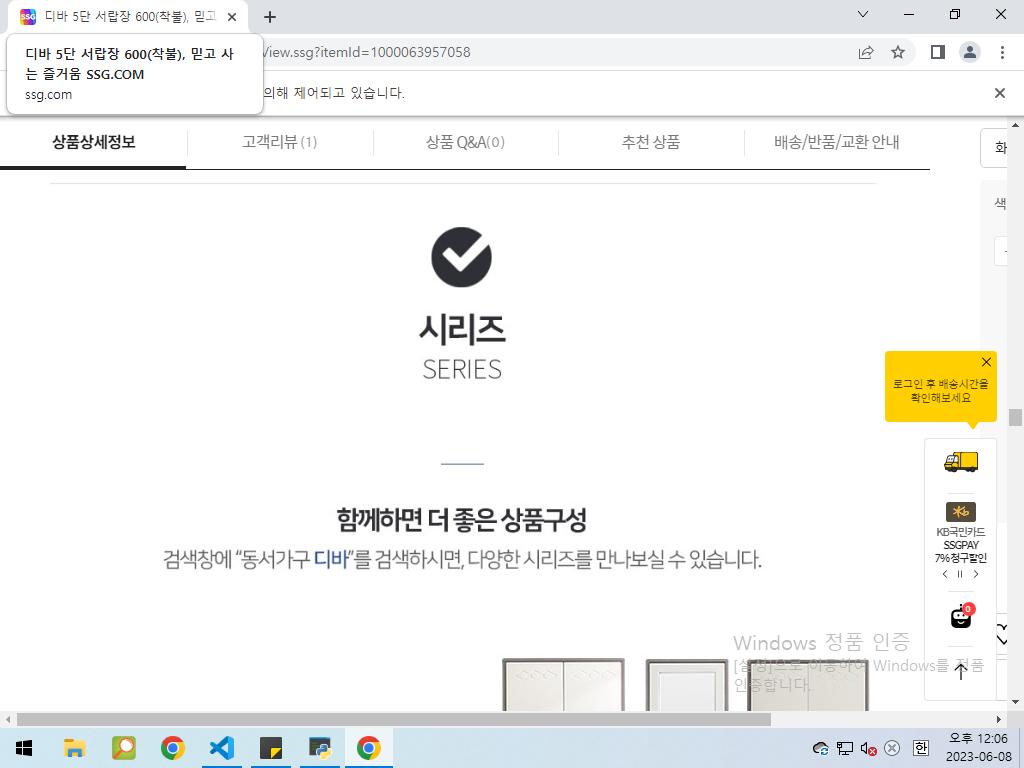 디바 5단 서랍장 600(착불), 믿고
디바 5단 서랍장 600(착불), 믿고 사
는 즐거움 SSG.COM
ssg.com
View.ssg?itemId=1000063957058
의해 제어되고 있습니다.
상품상세정보
고객리뷰 (1)
상품 Q&A(0)
추천 상품
배송/반품/교환 안내
화
색
시리즈
SERIES
로그인 후 배송시간을
확인해보세요
함께하면 더 좋은 상품구성
검색창에 “동서가구 디바”를 검색하시면, 다양한 시리즈를 만나보실 수 있습니다.
KB국민카드
SSGPAY
7% 청구할인
0
Windows 정품 인증
[설정]으로 이동하여 Windows를 정품
인증합니다.
한
오후 12:06
2023-06-08